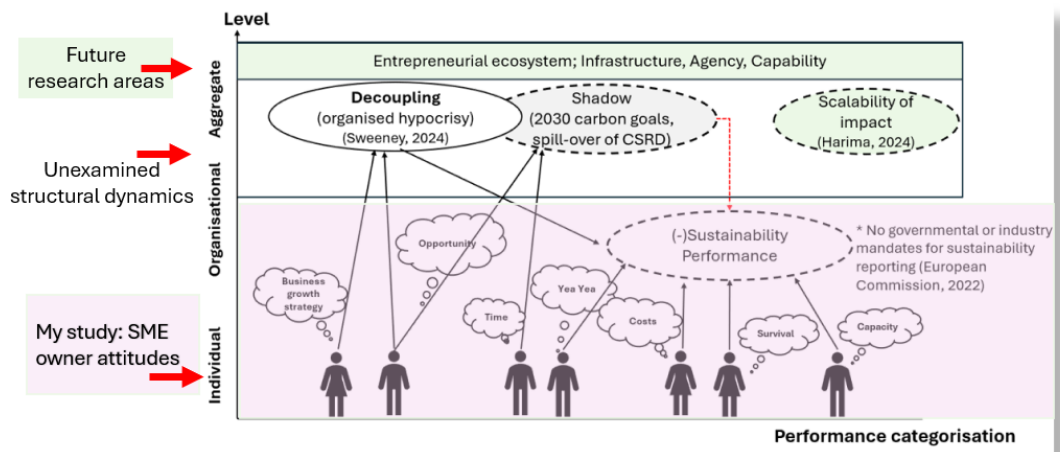 Level
Future
research areas
Entrepreneurial ecosystem; Infrastructure, Agency, Capability
Aggregate
Decoupling
(organised hypocrisy)
(Sweeney, 2024)
Shadow
(2030 carbon goals,
spill-over of CSRD)
Scalability of
impact
(Harima, 2024)
Unexamined
structural dynamics
Organisational
(-)Sustainability
Performance
* No governmental or industry
mandates for sustainability
reporting (European
Commission, 2022)
Opportunity
Business
growth
strategy
Time
Yea Yea
Costs
Survival
Capacity
My study: SME
owner attitudes
Individual
Performance categorisation